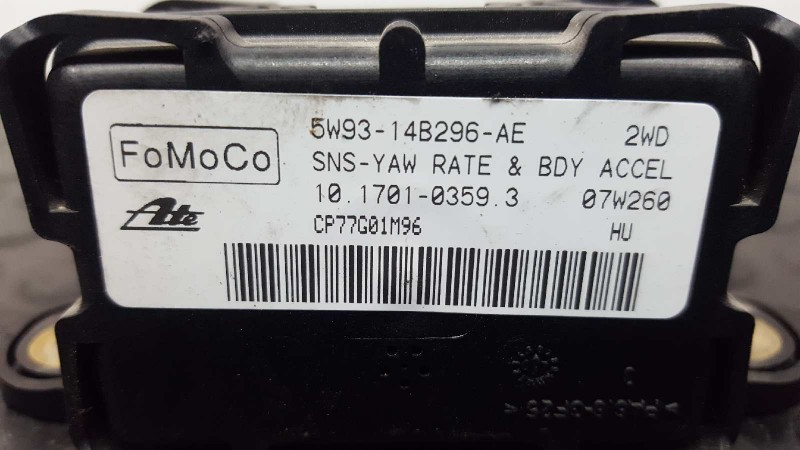 5W93-14B296-AE 2WD
FoMoCo
SNS-YAW RATE & BDY ACCEL
10.1701-0359.3 07W260
Ate
CP77G01M96 HU